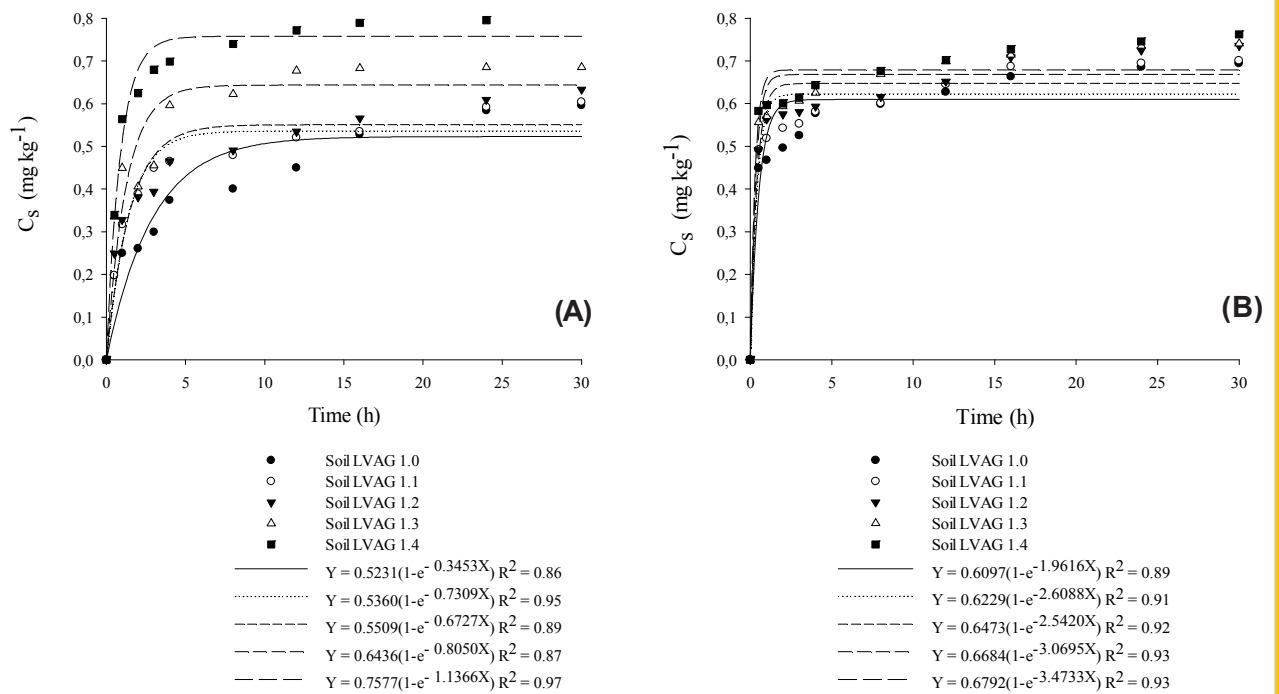 0,8
0,7
0,6
0,5
0,4
0,3
0,2
0,1
0,0
C_S (mg kg^-1)
0 5 10 15 20 25 30
Time (h)
(A)
Soil LVAG 1.0
Soil LVAG 1.1
Soil LVAG 1.2
Soil LVAG 1.3
Soil LVAG 1.4
Y = 0.5231(1-e^- 0.3453X) R^2 = 0.86
Y = 0.5360(1-e^- 0.7309X) R^2 = 0.95
Y = 0.5509(1-e^- 0.6727X) R^2 = 0.89
Y = 0.6436(1-e^- 0.8050X) R^2 = 0.87
Y = 0.7577(1-e^- 1.1366X) R^2 = 0.97
0,8
0,7
0,6
0,5
0,4
0,3
0,2
0,1
0,0
C_S (mg kg^-1)
0 5 10 15 20 25 30
Time (h)
(B)
Soil LVAG 1.0
Soil LVAG 1.1
Soil LVAG 1.2
Soil LVAG 1.3
Soil LVAG 1.4
Y = 0.6097(1-e^-1.9616X) R^2 = 0.89
Y = 0.6229(1-e^-2.6088X) R^2 = 0.91
Y = 0.6473(1-e^-2.5420X) R^2 = 0.92
Y = 0.6684(1-e^-3.0695X) R^2 = 0.93
Y = 0.6792(1-e^-3.4733X) R^2 = 0.93